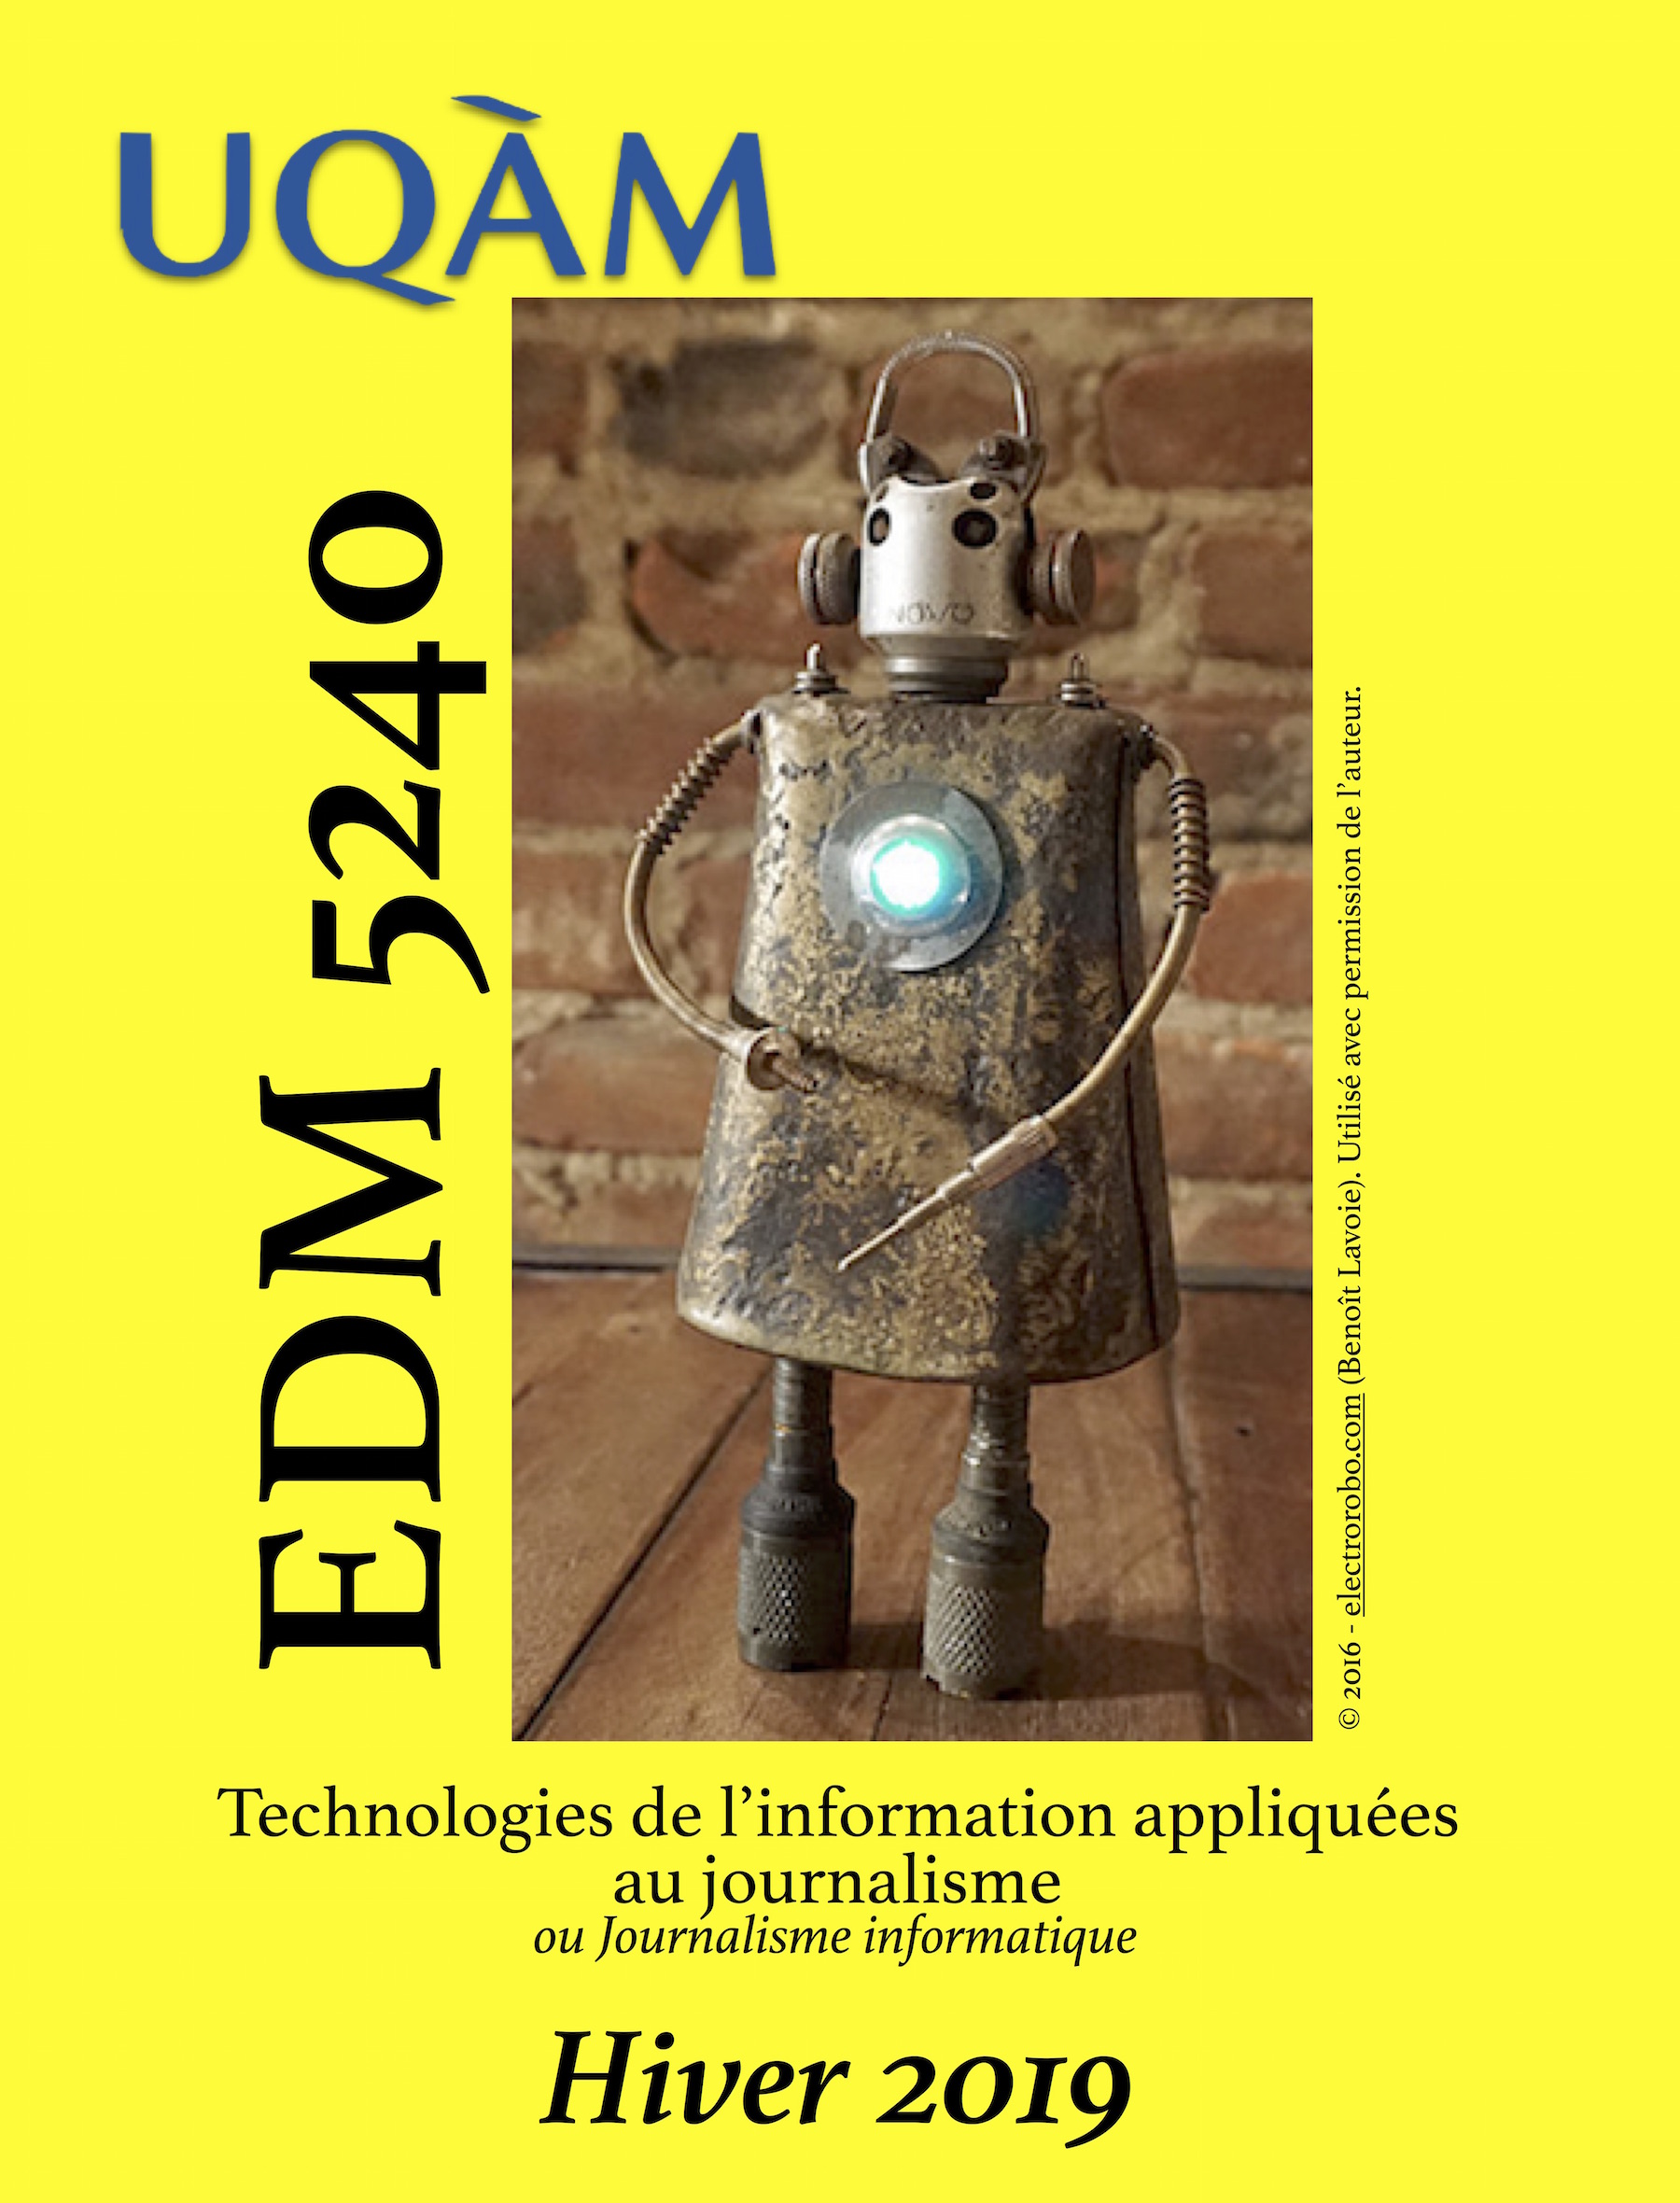 UQÀM
EDM 5240
NOVO
© 2016 - electrorobo.com (Benoît Lavoie). Utilisé avec permission de l’auteur.
Technologies de l’information appliquées
au journalisme
ou Journalisme informatique
Hiver 2019